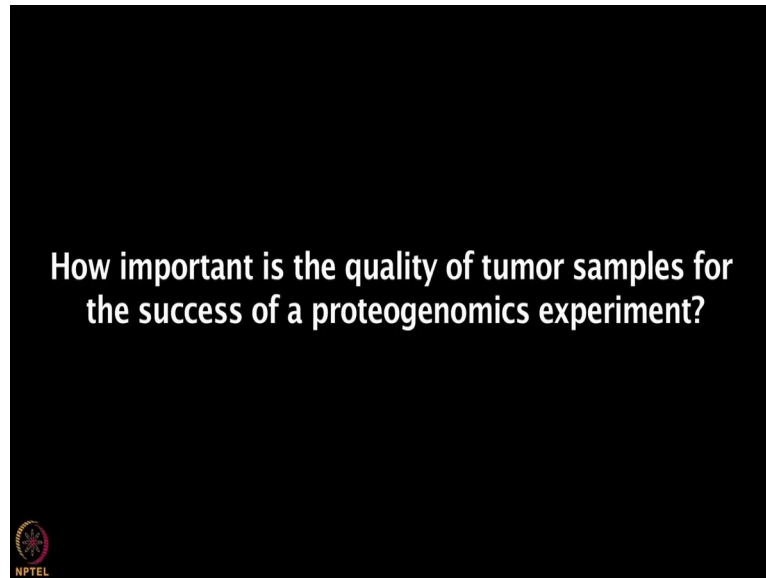 How important is the quality of tumor samples for
the success of a proteogenomics experiment?
NPTEL